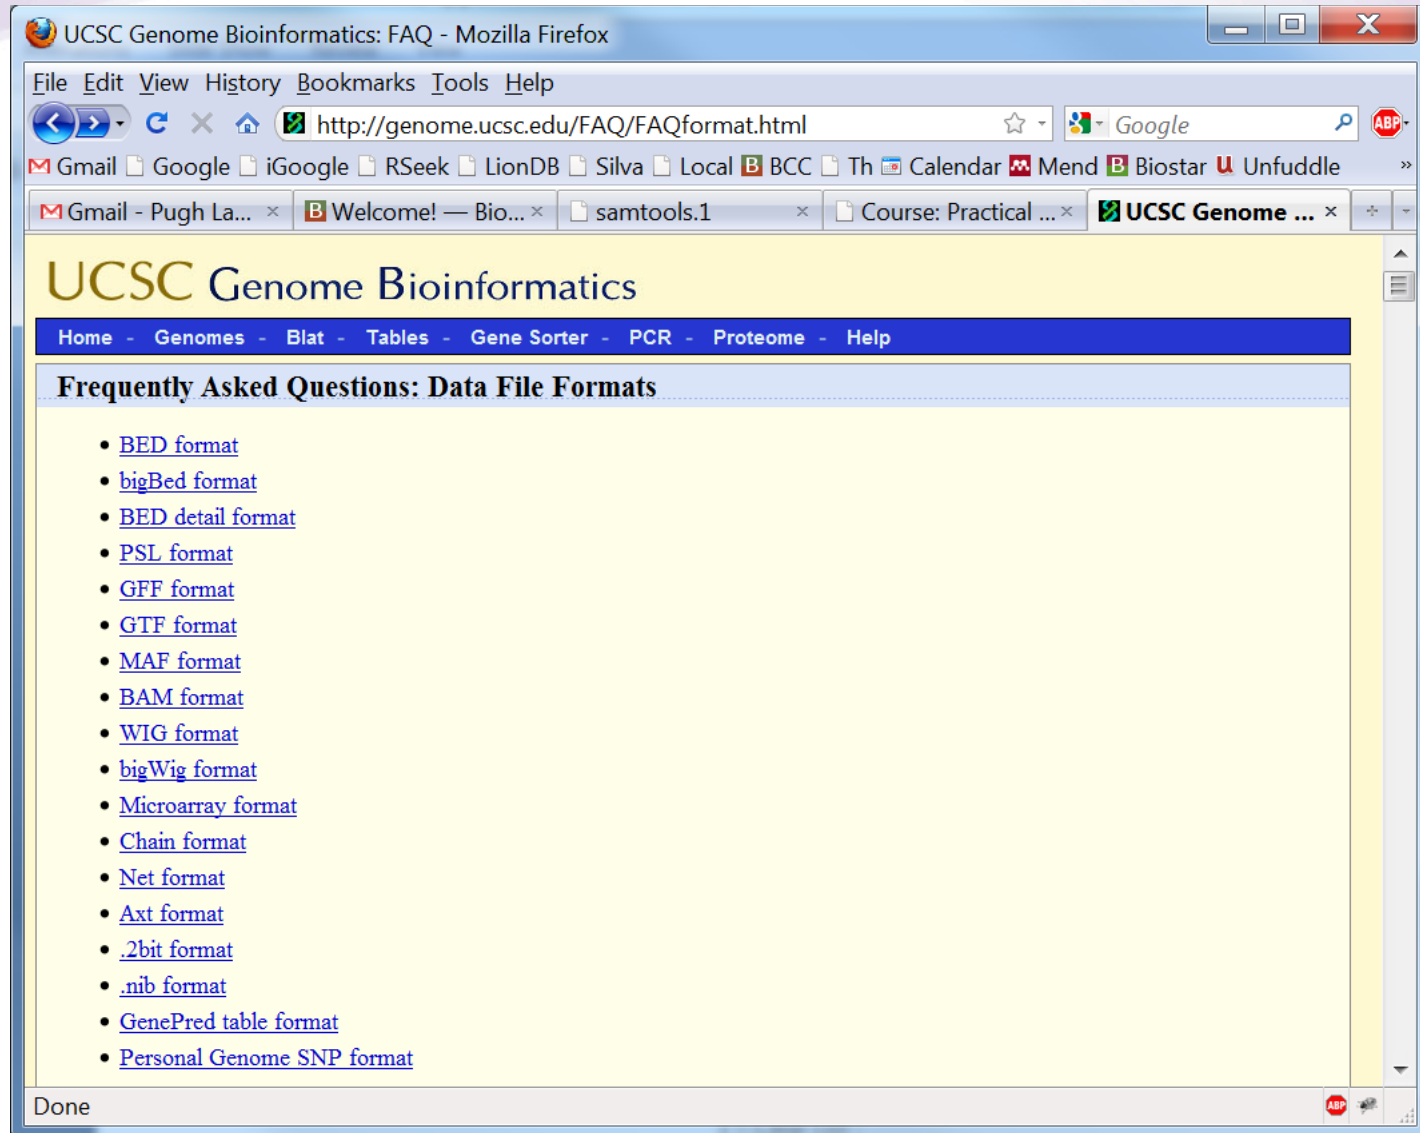 UCSC Genome Bioinformatics: FAQ - Mozilla Firefox
File Edit View History Bookmarks Tools Help
http://genome.ucsc.edu/FAQ/FAQformat.html Google ABP
Gmail Google iGoogle RSeek LionDB Silva Local B BCC Th Calendar Mend B Biostar u Unfuddle »
Gmail - Pugh La... × B Welcome! — Bio... × samtools.1 × Course: Practical ... × UCSC Genome ... ×
UCSC Genome Bioinformatics
Home - Genomes - Blat - Tables - Gene Sorter - PCR - Proteome - Help
Frequently Asked Questions: Data File Formats
• BED format
• bigBed format
• BED detail format
• PSL format
• GFF format
• GTF format
• MAF format
• BAM format
• WIG format
• bigWig format
• Microarray format
• Chain format
• Net format
• Axt format
• .2bit format
• .nib format
• GenePred table format
• Personal Genome SNP format
Done ABP